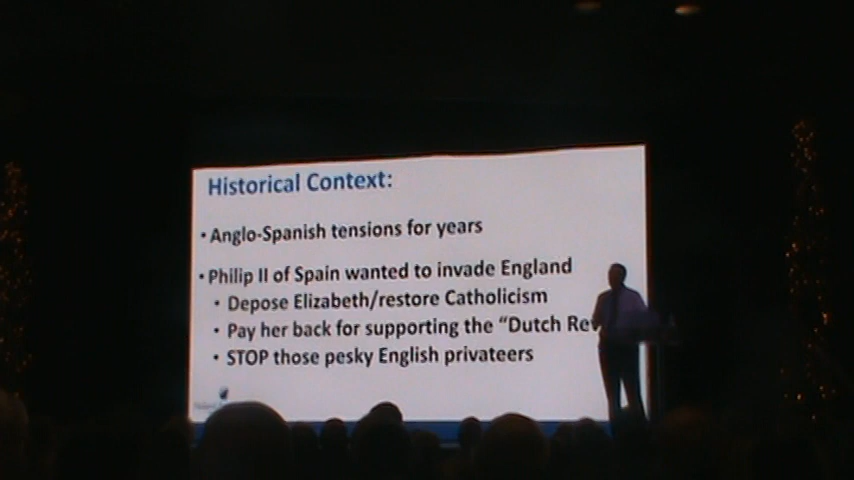 Historical Context:
• Anglo-Spanish tensions for years
• Philip II of Spain wanted to invade England
• Depose Elizabeth/restore Catholicism
• Pay her back for supporting the “Dutch Rev
• STOP those pesky English privateers